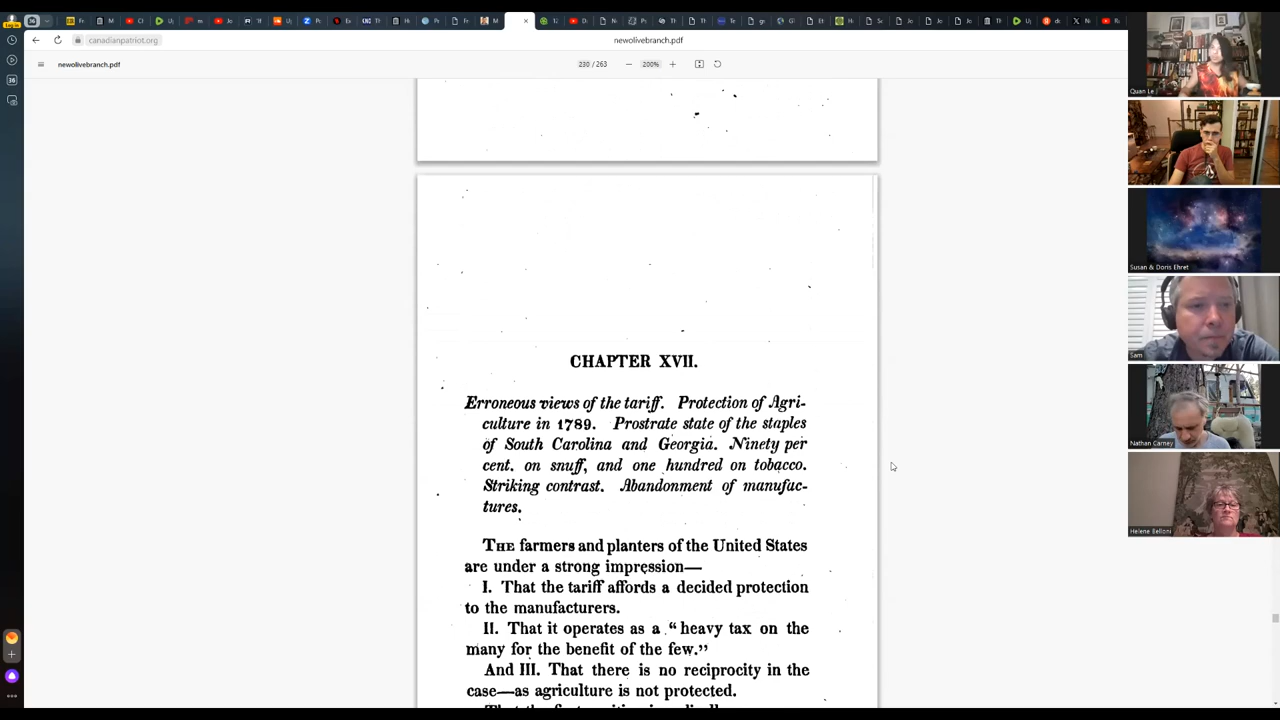 36
canadianpatriot.org
newolivebranch.pdf
newolivebranch.pdf
230 / 263
200%
CHAPTER XVII.
Erroneous views of the tariff. Protection of Agri-
culture in 1789. Prostrate state of the staples
of South Carolina and Georgia. Ninety per
cent. on snuff, and one hundred on tobacco.
Striking contrast. Abandonment of manufac-
tures.
THE farmers and planters of the United States
are under a strong impression—
I. That the tariff affords a decided protection
to the manufacturers.
II. That it operates as a "heavy tax on the
many for the benefit of the few."
And III. That there is no reciprocity in the
case—as agriculture is not protected.
Quan Le
Susan & Doris Ehret
Sam
Nathan Carney
Helene Belloni